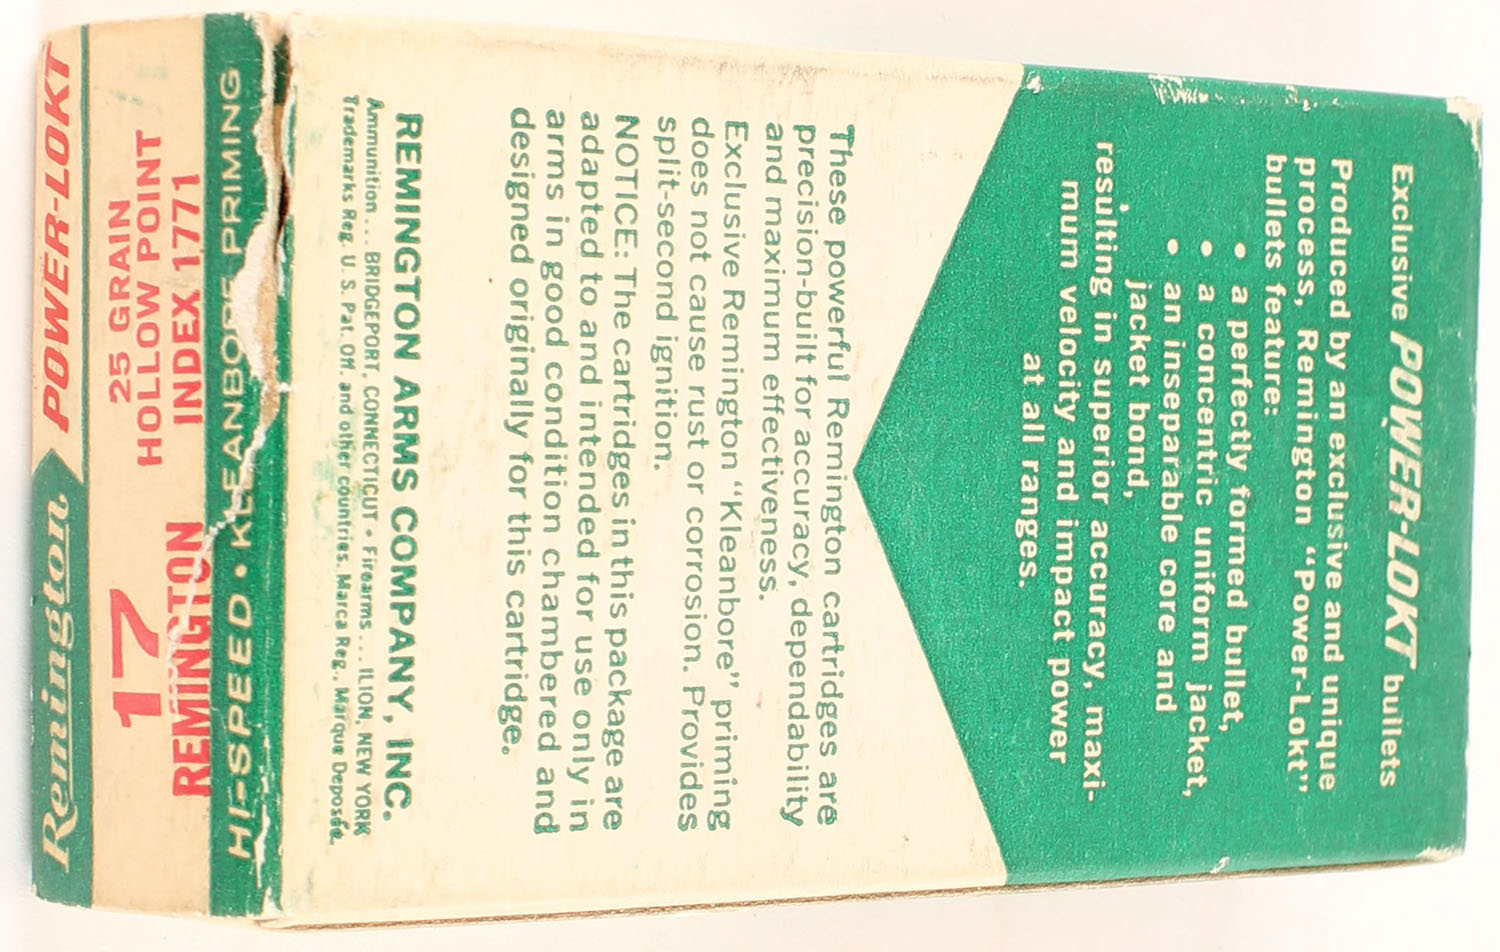 Exclusive POWER-LOKT bullets
Produced by an exclusive and unique
process, Remington "Power-Lokt"
bullets feature:
• a perfectly formed bullet,
• a concentric uniform jacket,
• an inseparable core and
jacket bond,
resulting in superior accuracy, maxi-
mum velocity and impact power
at all ranges.
These powerful Remington cartridges are
precision-built for accuracy, dependability
and maximum effectiveness.
Exclusive Remington "Kleanbore" priming
does not cause rust or corrosion. Provides
split-second ignition.
NOTICE: The cartridges in this package are
adapted to and intended for use only in
arms in good condition chambered and
designed originally for this cartridge.
REMINGTON ARMS COMPANY, INC.
Ammunition... BRIDGEPORT, CONNECTICUT • Firearms... ILION, NEW YORK
Trademarks Reg. U. S. Pat. Off. and other countries. Marca Reg., Marque Deposée.
HI-SPEED • KLEANBORE PRIMING
17
REMINGTON
25 GRAIN
HOLLOW POINT
INDEX 1771
Remington
POWER-LOKT